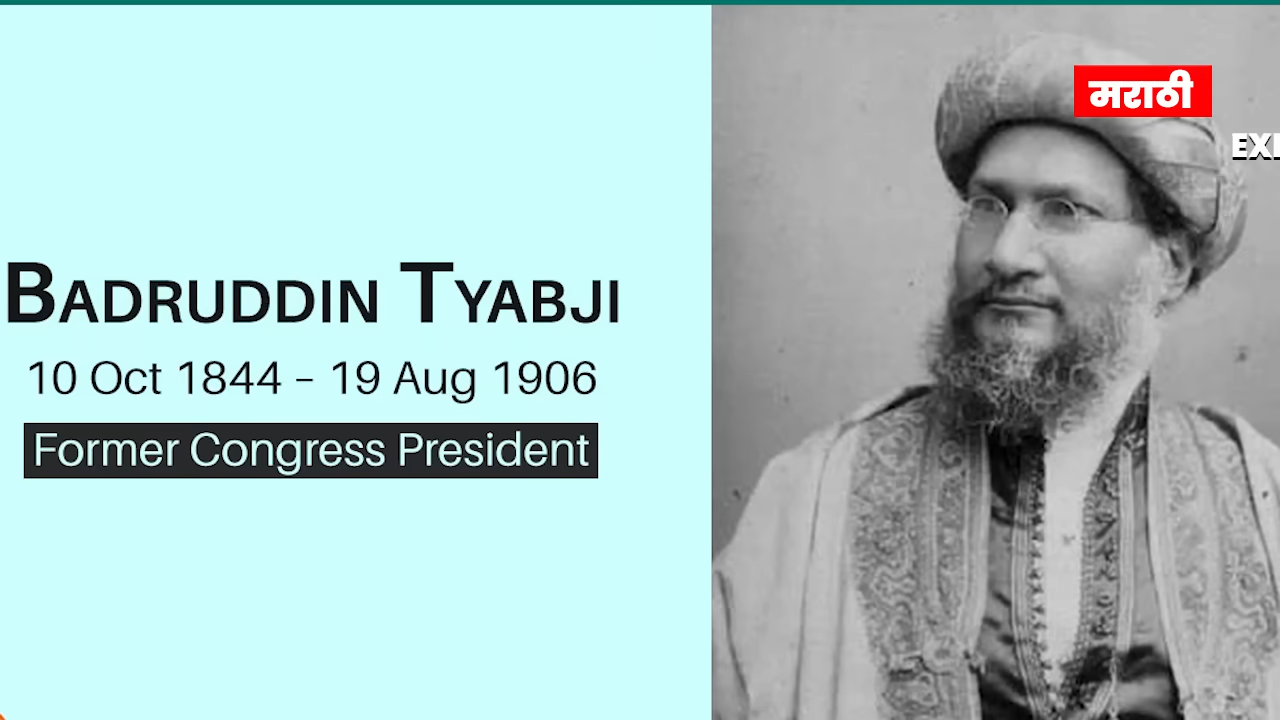 मराठी
BADRUDDIN TYABJI
10 Oct 1844 – 19 Aug 1906
Former Congress President